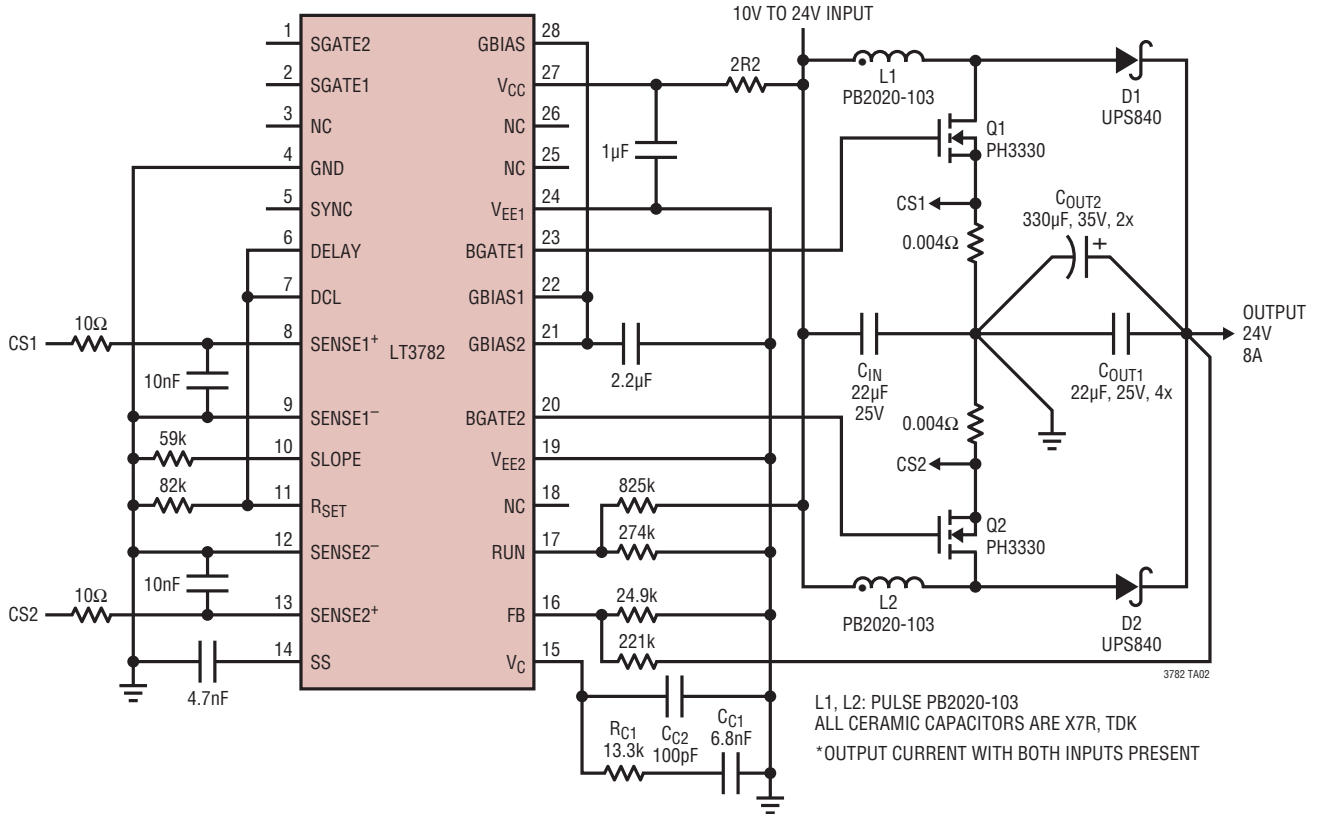 10V TO 24V INPUT
1 SGATE2
2 SGATE1
3 NC
4 GND
5 SYNC
6 DELAY
7 DCL
8 SENSE1+
9 SENSE1–
10 SLOPE
11 RSET
12 SENSE2–
13 SENSE2+
14 SS
LT3782
GBIAS 28
VCC 27
NC 26
NC 25
VEE1 24
BGATE1 23
GBIAS1 22
GBIAS2 21
BGATE2 20
VEE2 19
NC 18
RUN 17
FB 16
VC 15
CS1
10Ω
10nF
59k
82k
10nF
CS2
10Ω
4.7nF
2R2
1µF
2.2µF
825k
274k
24.9k
221k
RC1
13.3k
CC2
100pF
CC1
6.8nF
L1
PB2020-103
D1
UPS840
Q1
PH3330
CS1
0.004Ω
COUT2
330µF, 35V, 2x
+
CIN
22µF
25V
COUT1
22µF, 25V, 4x
OUTPUT
24V
8A
0.004Ω
CS2
Q2
PH3330
L2
PB2020-103
D2
UPS840
3782 TA02
L1, L2: PULSE PB2020-103
ALL CERAMIC CAPACITORS ARE X7R, TDK
*OUTPUT CURRENT WITH BOTH INPUTS PRESENT